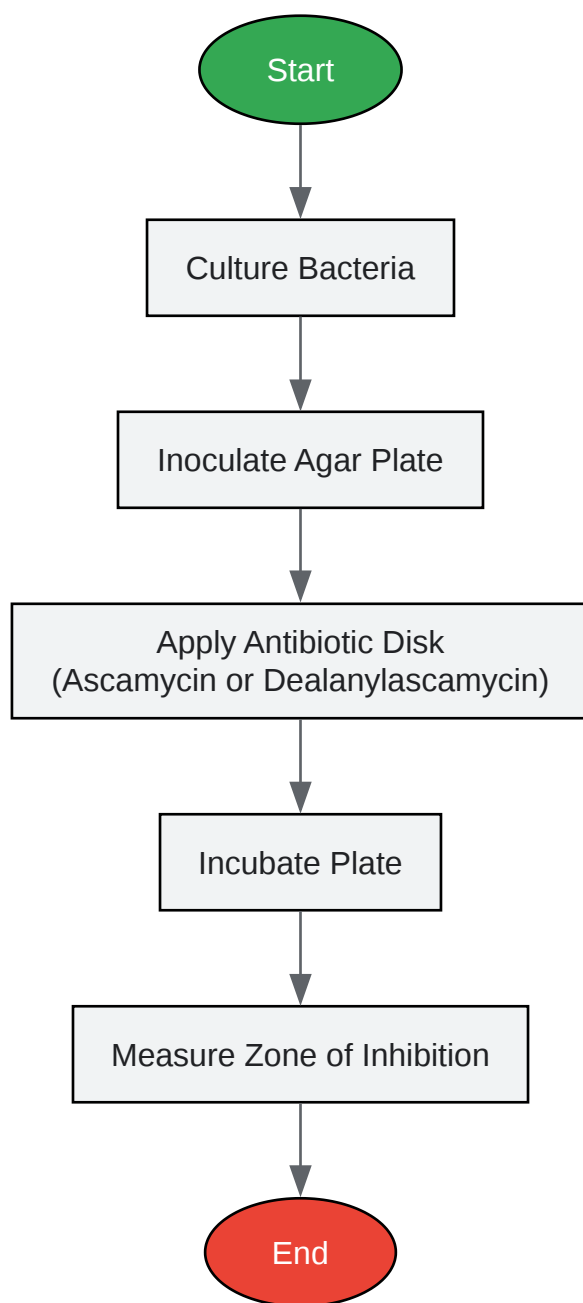 Start
Culture Bacteria
Inoculate Agar Plate
Apply Antibiotic Disk
(Ascamycin or Dealanylascamycin)
Incubate Plate
Measure Zone of Inhibition
End